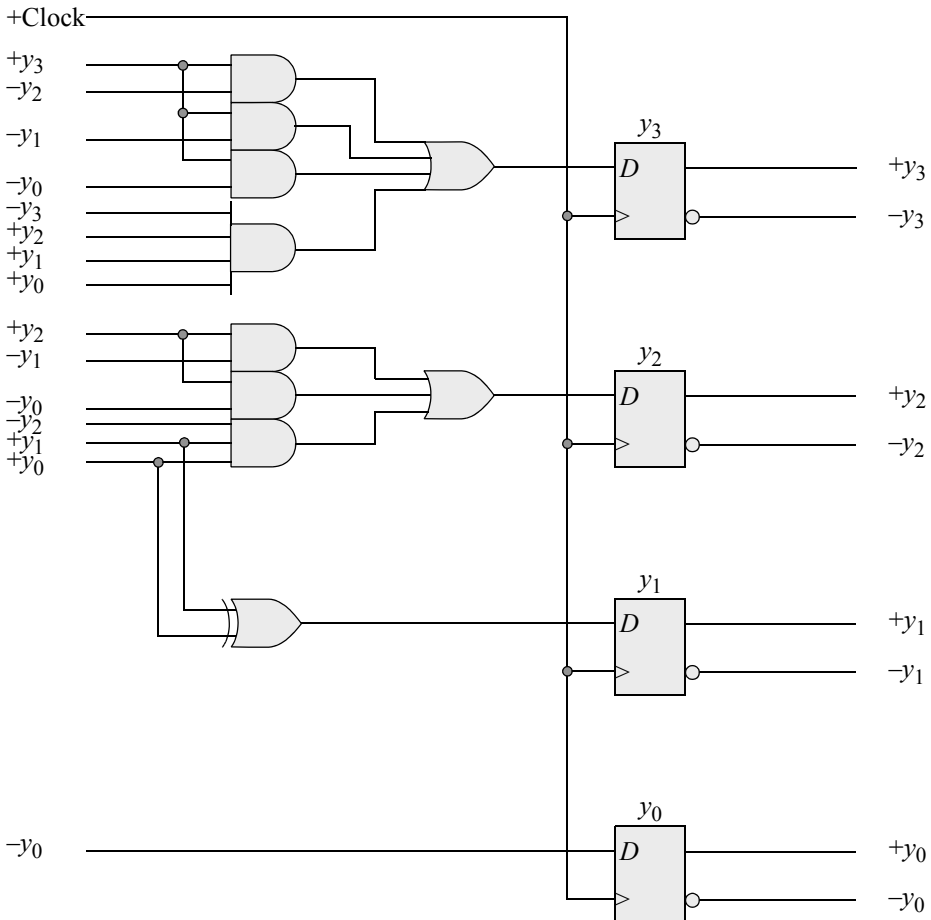 +Clock
+y₃
–y₂
–y₁
–y₀
–y₃
+y₂
+y₁
+y₀
y₃
D
+y₃
–y₃
+y₂
–y₁
–y₀
–y₂
+y₁
+y₀
y₂
D
+y₂
–y₂
y₁
D
+y₁
–y₁
y₀
–y₀
D
+y₀
–y₀